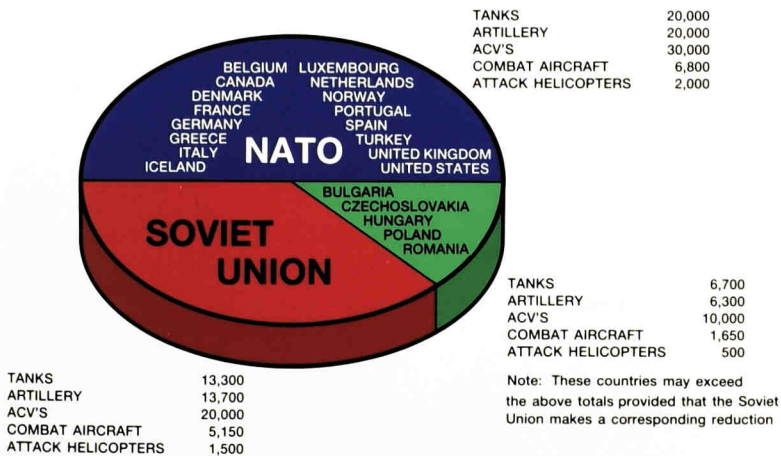 TANKS 20,000
ARTILLERY 20,000
ACV'S 30,000
COMBAT AIRCRAFT 6,800
ATTACK HELICOPTERS 2,000
BELGIUM LUXEMBOURG
CANADA NETHERLANDS
DENMARK NORWAY
FRANCE PORTUGAL
GERMANY SPAIN
GREECE TURKEY
ITALY UNITED KINGDOM
ICELAND UNITED STATES
NATO
BULGARIA
CZECHOSLOVAKIA
HUNGARY
POLAND
ROMANIA
SOVIET
UNION
TANKS 6,700
ARTILLERY 6,300
ACV'S 10,000
COMBAT AIRCRAFT 1,650
ATTACK HELICOPTERS 500
Note: These countries may exceed
the above totals provided that the Soviet
Union makes a corresponding reduction
TANKS 13,300
ARTILLERY 13,700
ACV'S 20,000
COMBAT AIRCRAFT 5,150
ATTACK HELICOPTERS 1,500